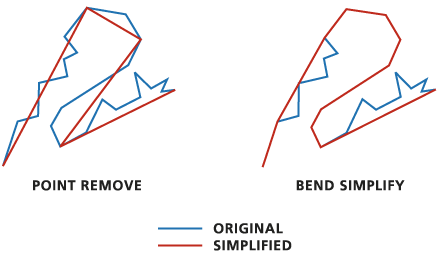 POINT REMOVE
BEND SIMPLIFY
ORIGINAL
SIMPLIFIED